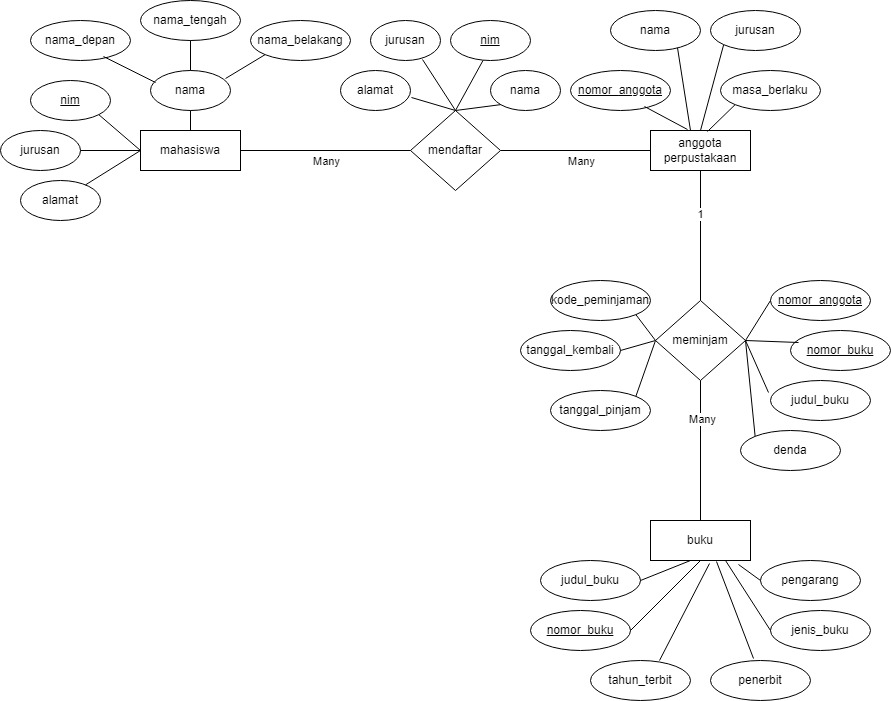 nama_tengah
nama_depan
nama_belakang
nama
nim
jurusan
alamat
mahasiswa
Many
jurusan
nim
alamat
nama
mendaftar
Many
nama
jurusan
nomor_anggota
masa_berlaku
anggota
perpustakaan
1
kode_peminjaman
tanggal_kembali
tanggal_pinjam
meminjam
nomor_anggota
nomor_buku
judul_buku
denda
Many
buku
judul_buku
pengarang
nomor_buku
jenis_buku
tahun_terbit
penerbit